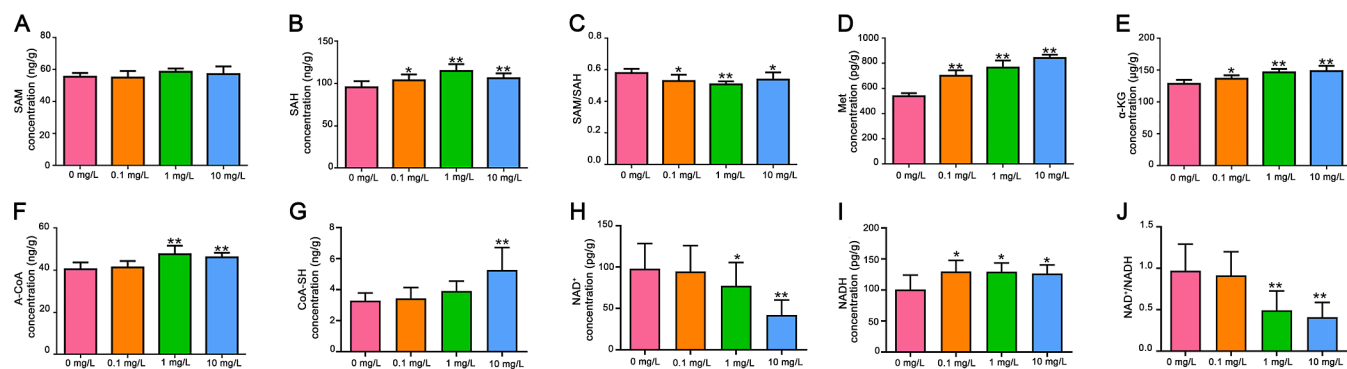 A
SAM
concentration (ng/g)
80
60
40
20
0
0 mg/L 0.1 mg/L 1 mg/L 10 mg/L
B
SAH
concentration (ng/g)
150
100
50
0
* ** **
0 mg/L 0.1 mg/L 1 mg/L 10 mg/L
C
SAM/SAH
0.8
0.6
0.4
0.2
0.0
* ** *
0 mg/L 0.1 mg/L 1 mg/L 10 mg/L
D
Met
concentration (pg/g)
1000
800
600
400
200
0
** ** **
0 mg/L 0.1 mg/L 1 mg/L 10 mg/L
E
α-KG
concentration (μg/g)
200
150
100
50
0
* ** **
0 mg/L 0.1 mg/L 1 mg/L 10 mg/L
F
A-CoA
concentration (ng/g)
60
40
20
0
** **
0 mg/L 0.1 mg/L 1 mg/L 10 mg/L
G
CoA-SH
concentration (ng/g)
8
6
4
2
0
**
0 mg/L 0.1 mg/L 1 mg/L 10 mg/L
H
NAD⁺
concentration (pg/g)
150
100
50
0
* **
0 mg/L 0.1 mg/L 1 mg/L 10 mg/L
I
NADH
concentration (pg/g)
200
150
100
50
0
* * *
0 mg/L 0.1 mg/L 1 mg/L 10 mg/L
J
NAD⁺/NADH
1.5
1.0
0.5
0.0
** **
0 mg/L 0.1 mg/L 1 mg/L 10 mg/L